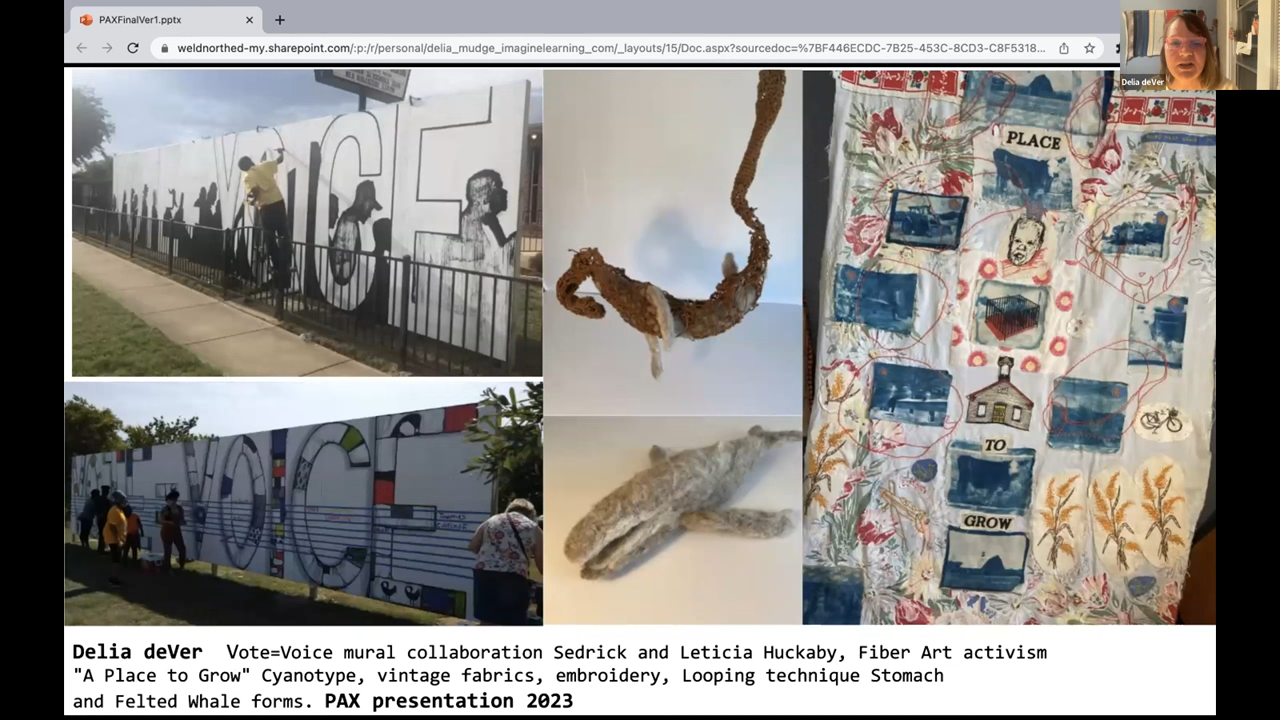 PAXFinalVer1.pptx
weldnorthed-my.sharepoint.com/:p:/r/personal/delia_mudge_imaginelearning_com/_layouts/15/Doc.aspx?sourcedoc=%7BF446ECDC-7B25-453C-8CD3-C8F5318...
Delia deVer
VOICE
VOICE
PLACE
TO
GROW
Delia deVer Vote=Voice mural collaboration Sedrick and Leticia Huckaby, Fiber Art activism
"A Place to Grow" Cyanotype, vintage fabrics, embroidery, Looping technique Stomach
and Felted Whale forms. PAX presentation 2023